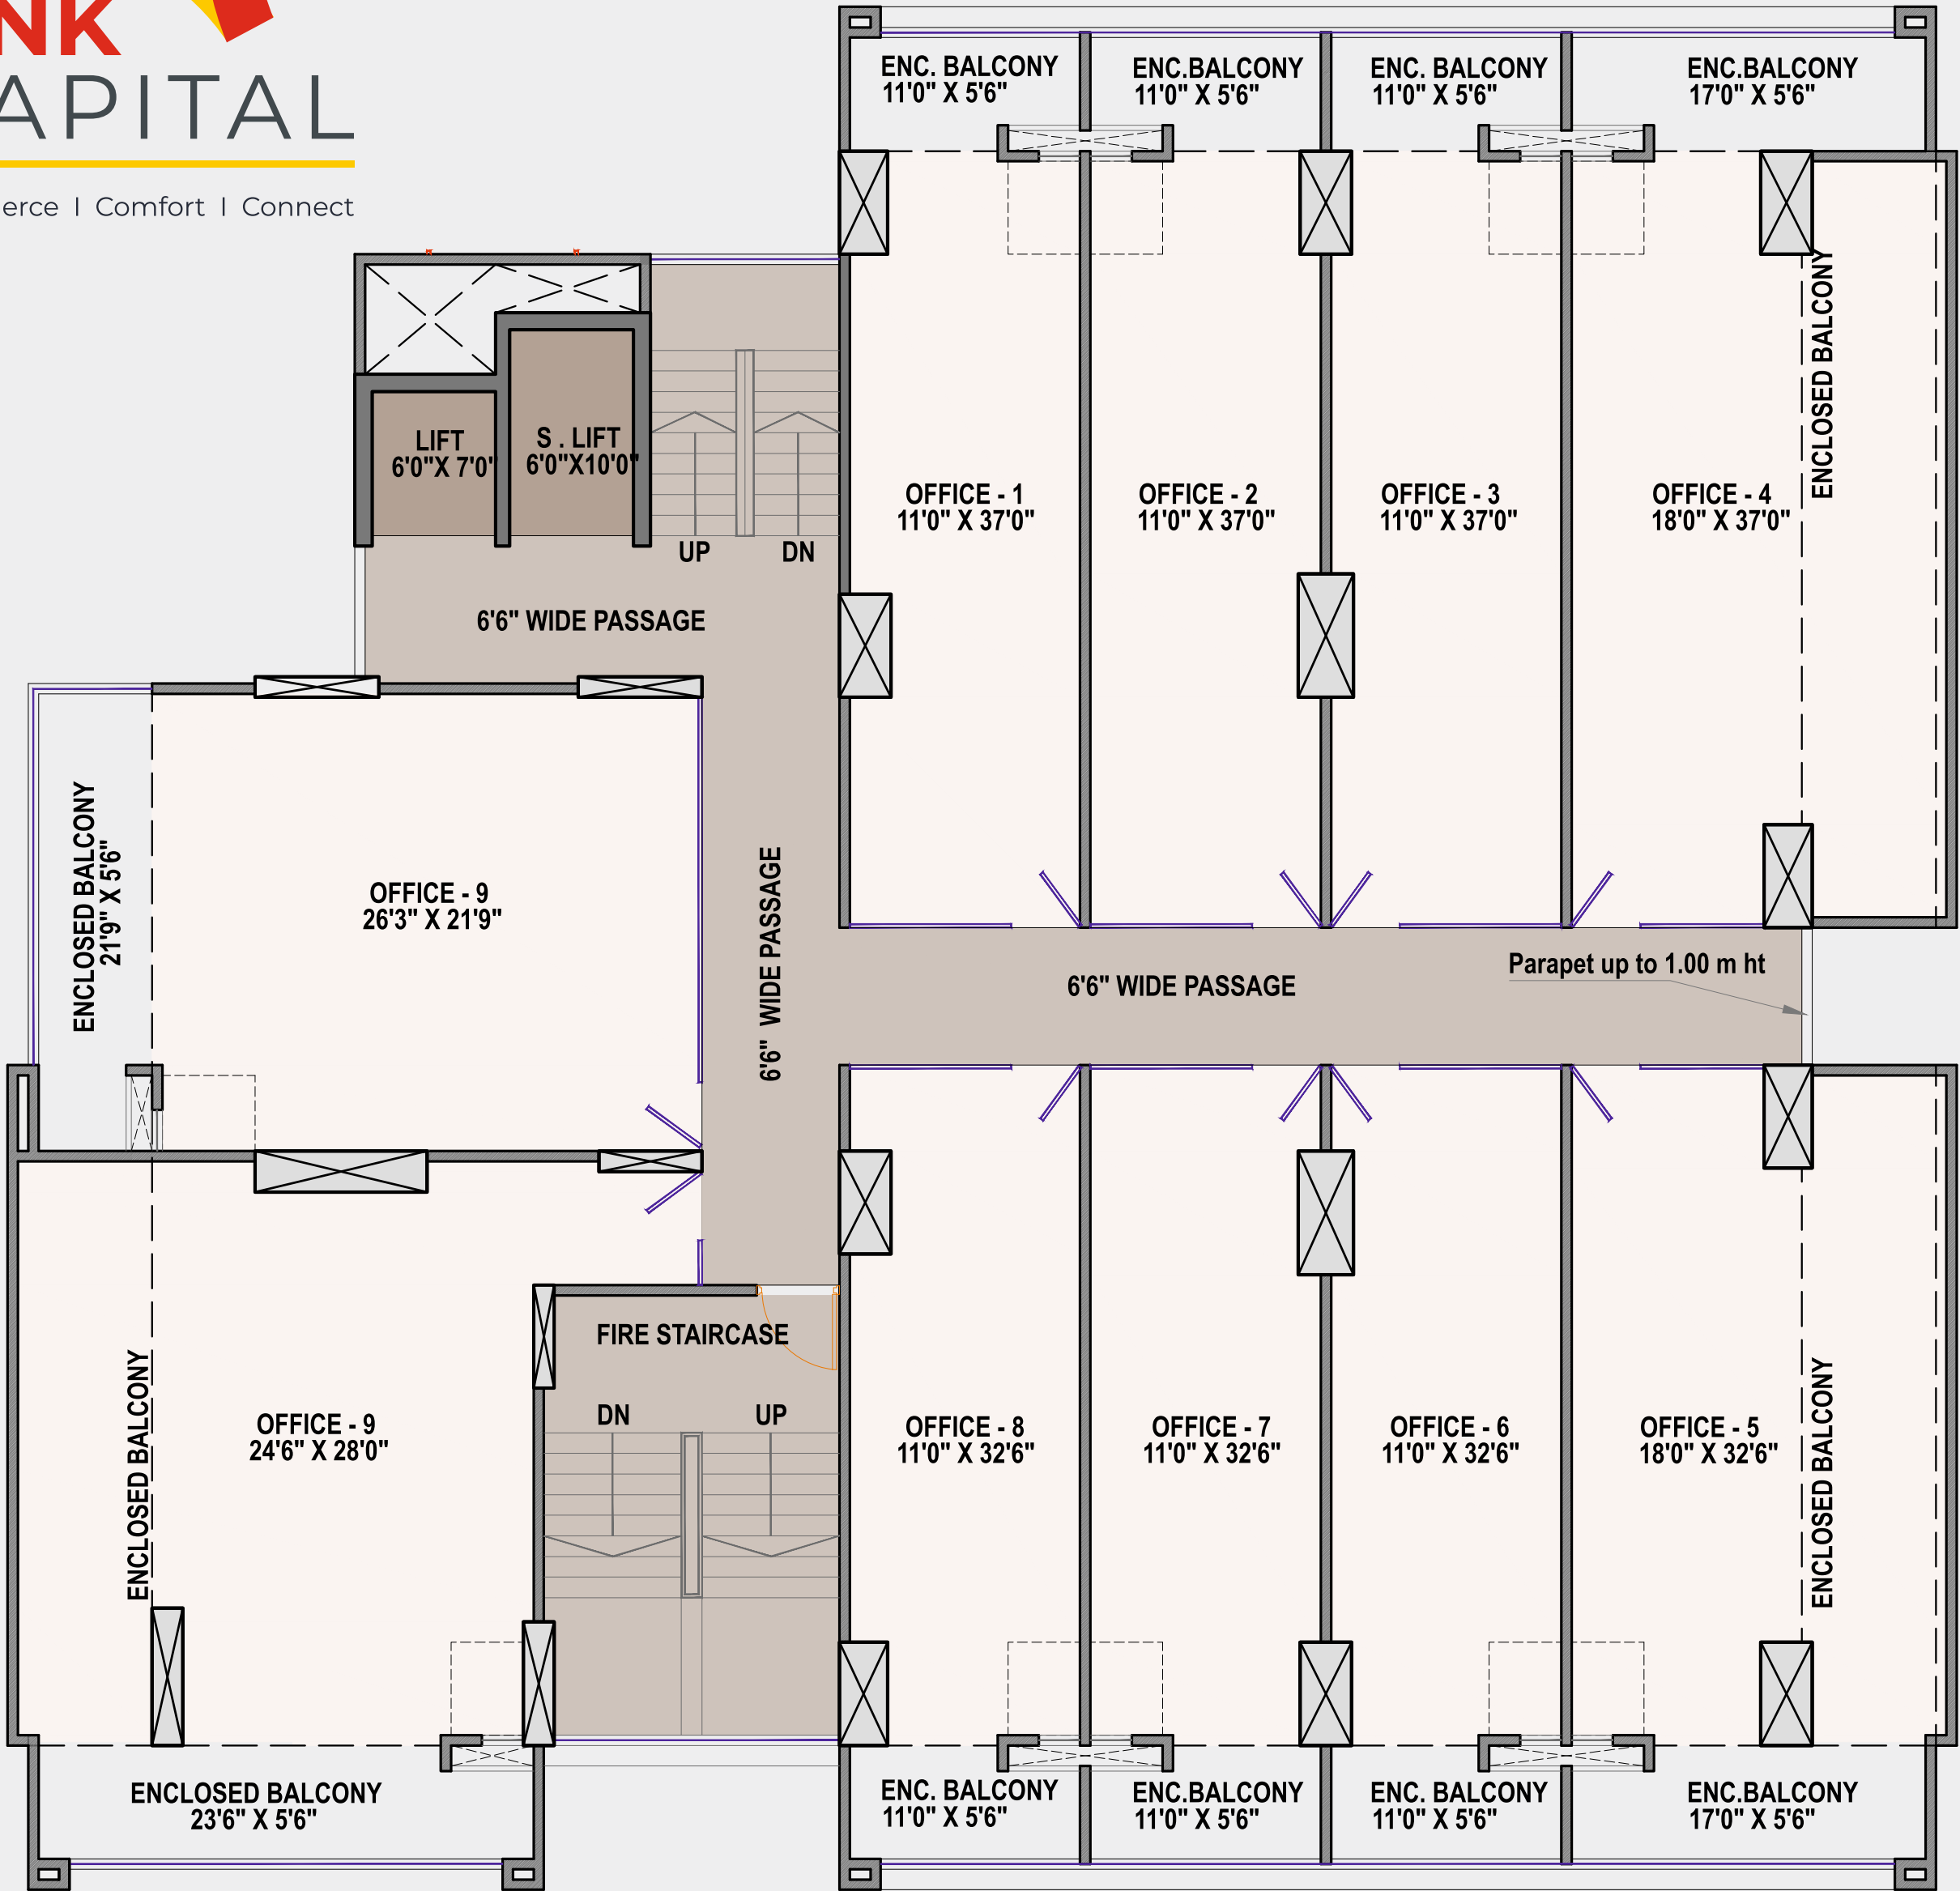 NK
APITAL
erce I Comfort I Connect
ENC. BALCONY
11'0" X 5'6"
ENC.BALCONY
11'0" X 5'6"
ENC. BALCONY
11'0" X 5'6"
ENC.BALCONY
17'0" X 5'6"
ENCLOSED BALCONY
LIFT
6'0"X 7'0"
S . LIFT
6'0"X10'0"
UP
DN
OFFICE - 1
11'0" X 37'0"
OFFICE - 2
11'0" X 37'0"
OFFICE - 3
11'0" X 37'0"
OFFICE - 4
18'0" X 37'0"
6'6" WIDE PASSAGE
ENCLOSED BALCONY
21'9" X 5'6"
OFFICE - 9
26'3" X 21'9"
6'6" WIDE PASSAGE
6'6" WIDE PASSAGE
Parapet up to 1.00 m ht
FIRE STAIRCASE
DN
UP
ENCLOSED BALCONY
OFFICE - 9
24'6" X 28'0"
OFFICE - 8
11'0" X 32'6"
OFFICE - 7
11'0" X 32'6"
OFFICE - 6
11'0" X 32'6"
OFFICE - 5
18'0" X 32'6"
ENCLOSED BALCONY
ENCLOSED BALCONY
23'6" X 5'6"
ENC. BALCONY
11'0" X 5'6"
ENC.BALCONY
11'0" X 5'6"
ENC. BALCONY
11'0" X 5'6"
ENC.BALCONY
17'0" X 5'6"